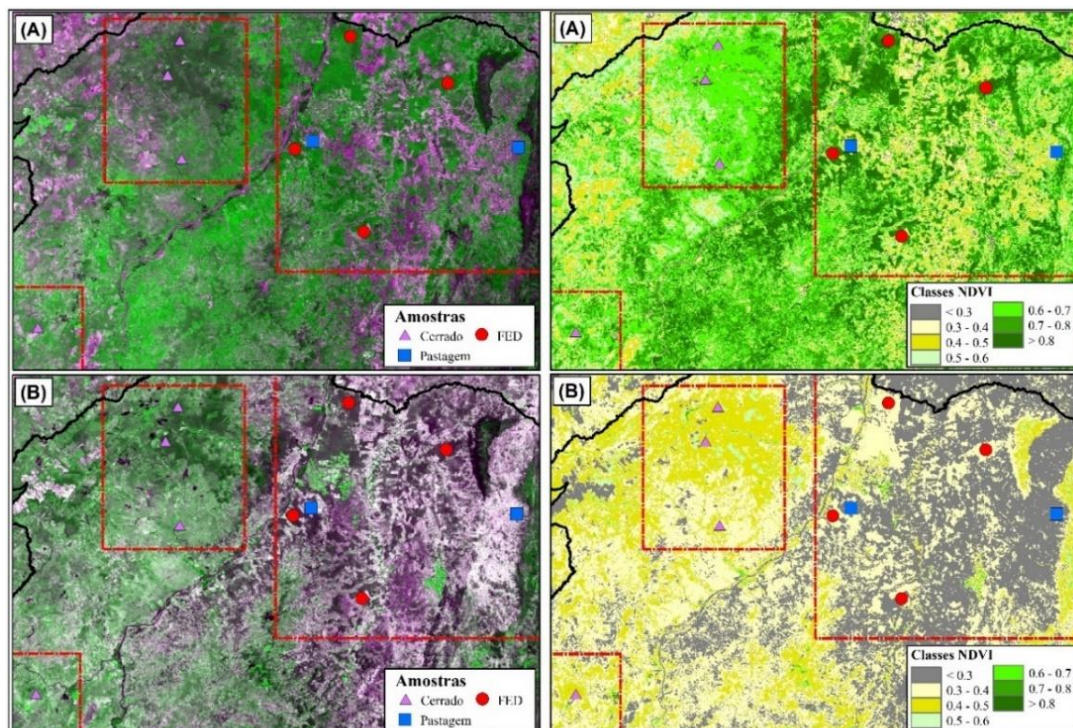 (A)
Amostras
Cerrado FED
Pastagem
(A)
Classes NDVI
< 0.3 0.6 - 0.7
0.3 - 0.4 0.7 - 0.8
0.4 - 0.5 > 0.8
0.5 - 0.6
(B)
Amostras
Cerrado FED
Pastagem
(B)
Classes NDVI
< 0.3 0.6 - 0.7
0.3 - 0.4 0.7 - 0.8
0.4 - 0.5 > 0.8
0.5 - 0.6